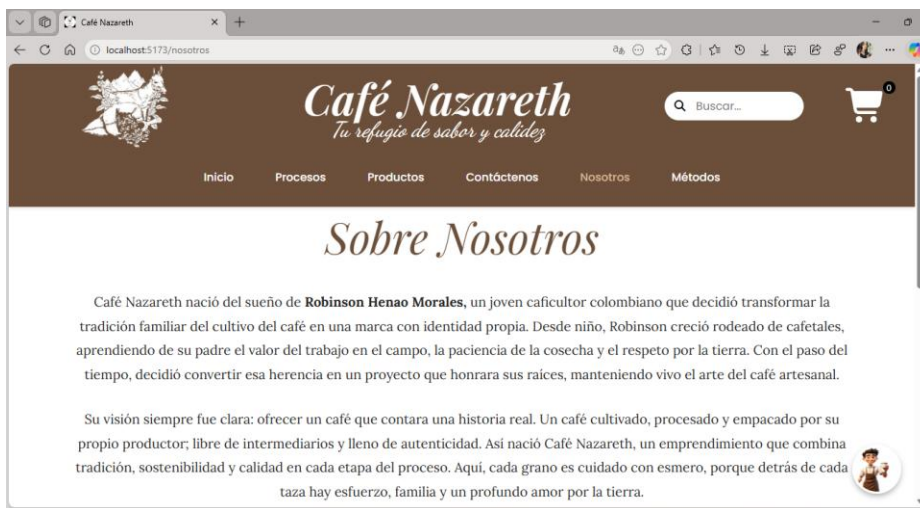 Café Nazareth
localhost:5173/nosotros
Café Nazareth
Tu refugio de sabor y calidez
Buscar...
0
Inicio Procesos Productos Contáctenos Nosotros Métodos
Sobre Nosotros
Café Nazareth nació del sueño de Robinson Henao Morales, un joven caficultor colombiano que decidió transformar la
tradición familiar del cultivo del café en una marca con identidad propia. Desde niño, Robinson creció rodeado de cafetales,
aprendiendo de su padre el valor del trabajo en el campo, la paciencia de la cosecha y el respeto por la tierra. Con el paso del
tiempo, decidió convertir esa herencia en un proyecto que honrara sus raíces, manteniendo vivo el arte del café artesanal.
Su visión siempre fue clara: ofrecer un café que contara una historia real. Un café cultivado, procesado y empacado por su
propio productor; libre de intermediarios y lleno de autenticidad. Así nació Café Nazareth, un emprendimiento que combina
tradición, sostenibilidad y calidad en cada etapa del proceso. Aquí, cada grano es cuidado con esmero, porque detrás de cada
taza hay esfuerzo, familia y un profundo amor por la tierra.